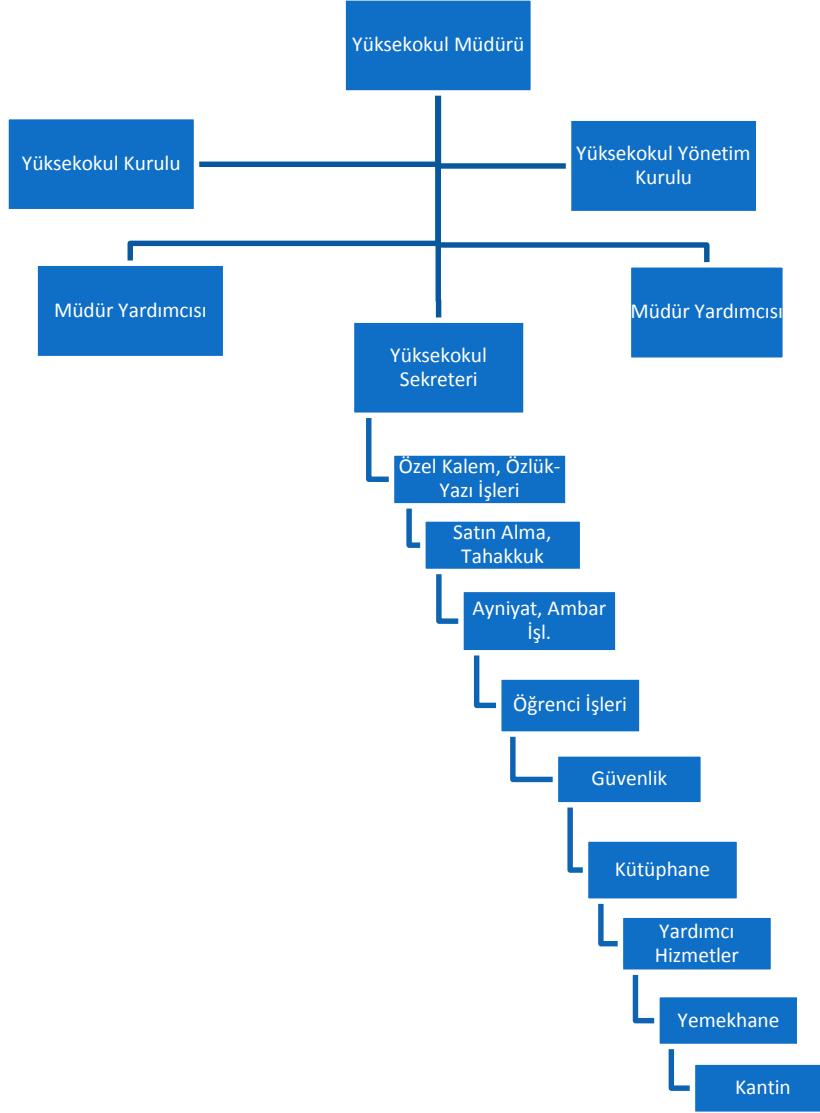 Yüksekokul Müdürü
Yüksekokul Kurulu
Yüksekokul Yönetim
Kurulu
Müdür Yardımcısı
Müdür Yardımcısı
Yüksekokul
Sekreteri
Özel Kalem, Özlük-
Yazı İşleri
Satın Alma,
Tahakkuk
Ayniyat, Ambar
İşl.
Öğrenci İşleri
Güvenlik
Kütüphane
Yardımcı
Hizmetler
Yemekhane
Kantin